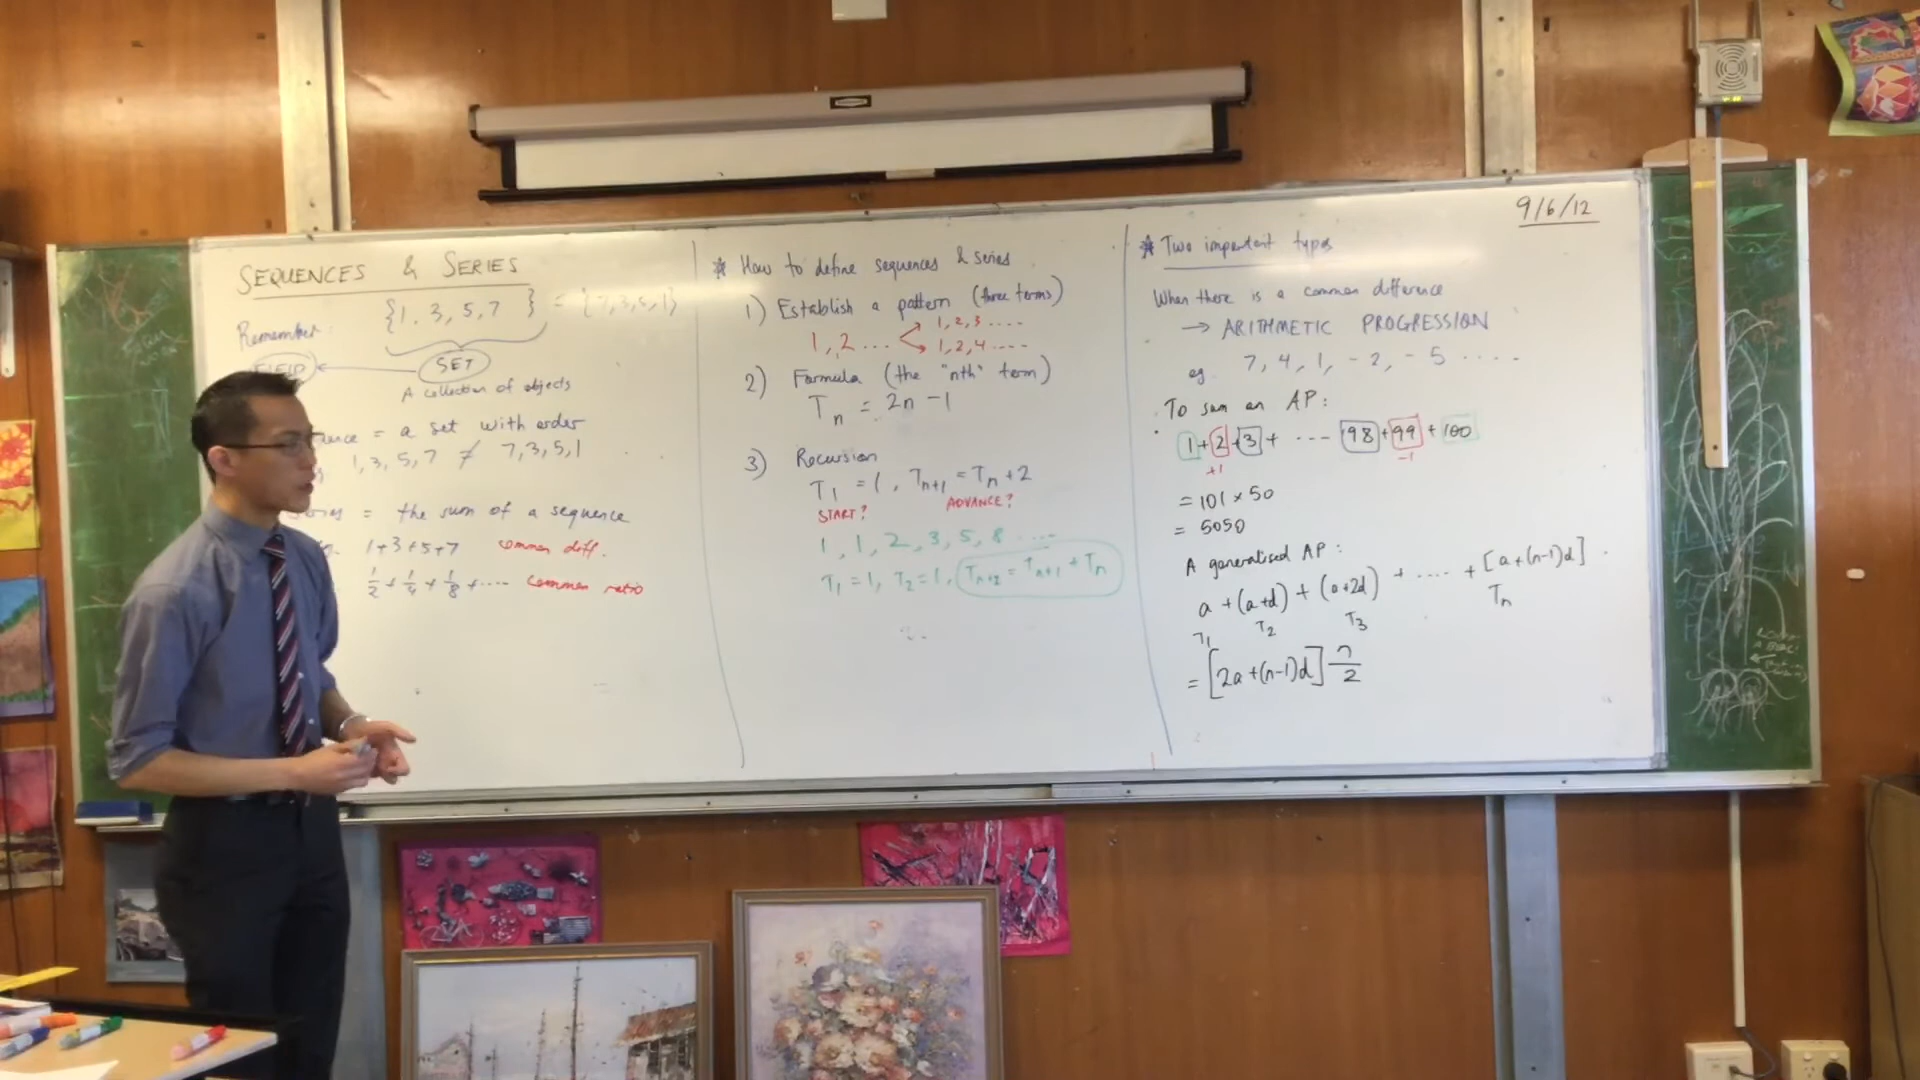 SEQUENCES & SERIES
{1, 3, 5, 7 } = {7,3,5,1}
Remember:
FIELD ← SET
A collection of objects
= a set with order
1,3,5,7 ≠ 7,3,5,1
= the sum of a sequence
1+3+5+7 common diff.
1/2 + 1/4 + 1/8 + .... common ratio
* How to define sequences & series
1) Establish a pattern (three terms)
1, 2 ...
1, 2, 3 ....
1, 2, 4 ....
2) Formula (the "nth" term)
Tn = 2n - 1
3) Recursion
T1 = 1, Tn+1 = Tn + 2
START? ADVANCE?
1, 1, 2, 3, 5, 8 ....
T1 = 1, T2 = 1, Tn+2 = Tn+1 + Tn
9/6/12
* Two important types
When there is a common difference
→ ARITHMETIC PROGRESSION
eg 7, 4, 1, -2, -5 ....
To sum an AP:
1 + 2 + 3 + .... 98 + 99 + 100
+1 -1
= 101 × 50
= 5050
A generalised AP:
a + (a+d) + (a+2d) + .... + [a+(n-1)d]
T1 T2 T3 Tn
= [2a+(n-1)d] n/2